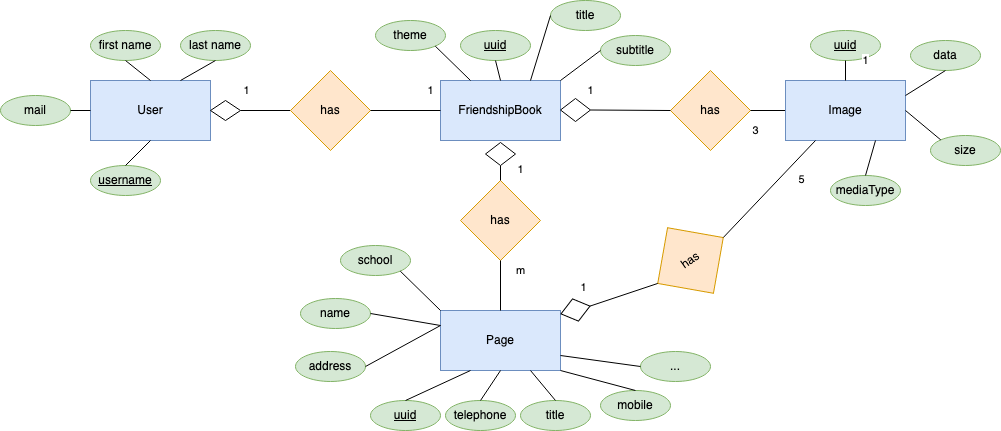 title
theme
uuid
subtitle
first name
last name
uuid
data
1
mail
User
1
has
1
FriendshipBook
1
has
3
Image
size
username
1
5
mediaType
has
m
school
has
1
name
Page
address
...
uuid
telephone
title
mobile